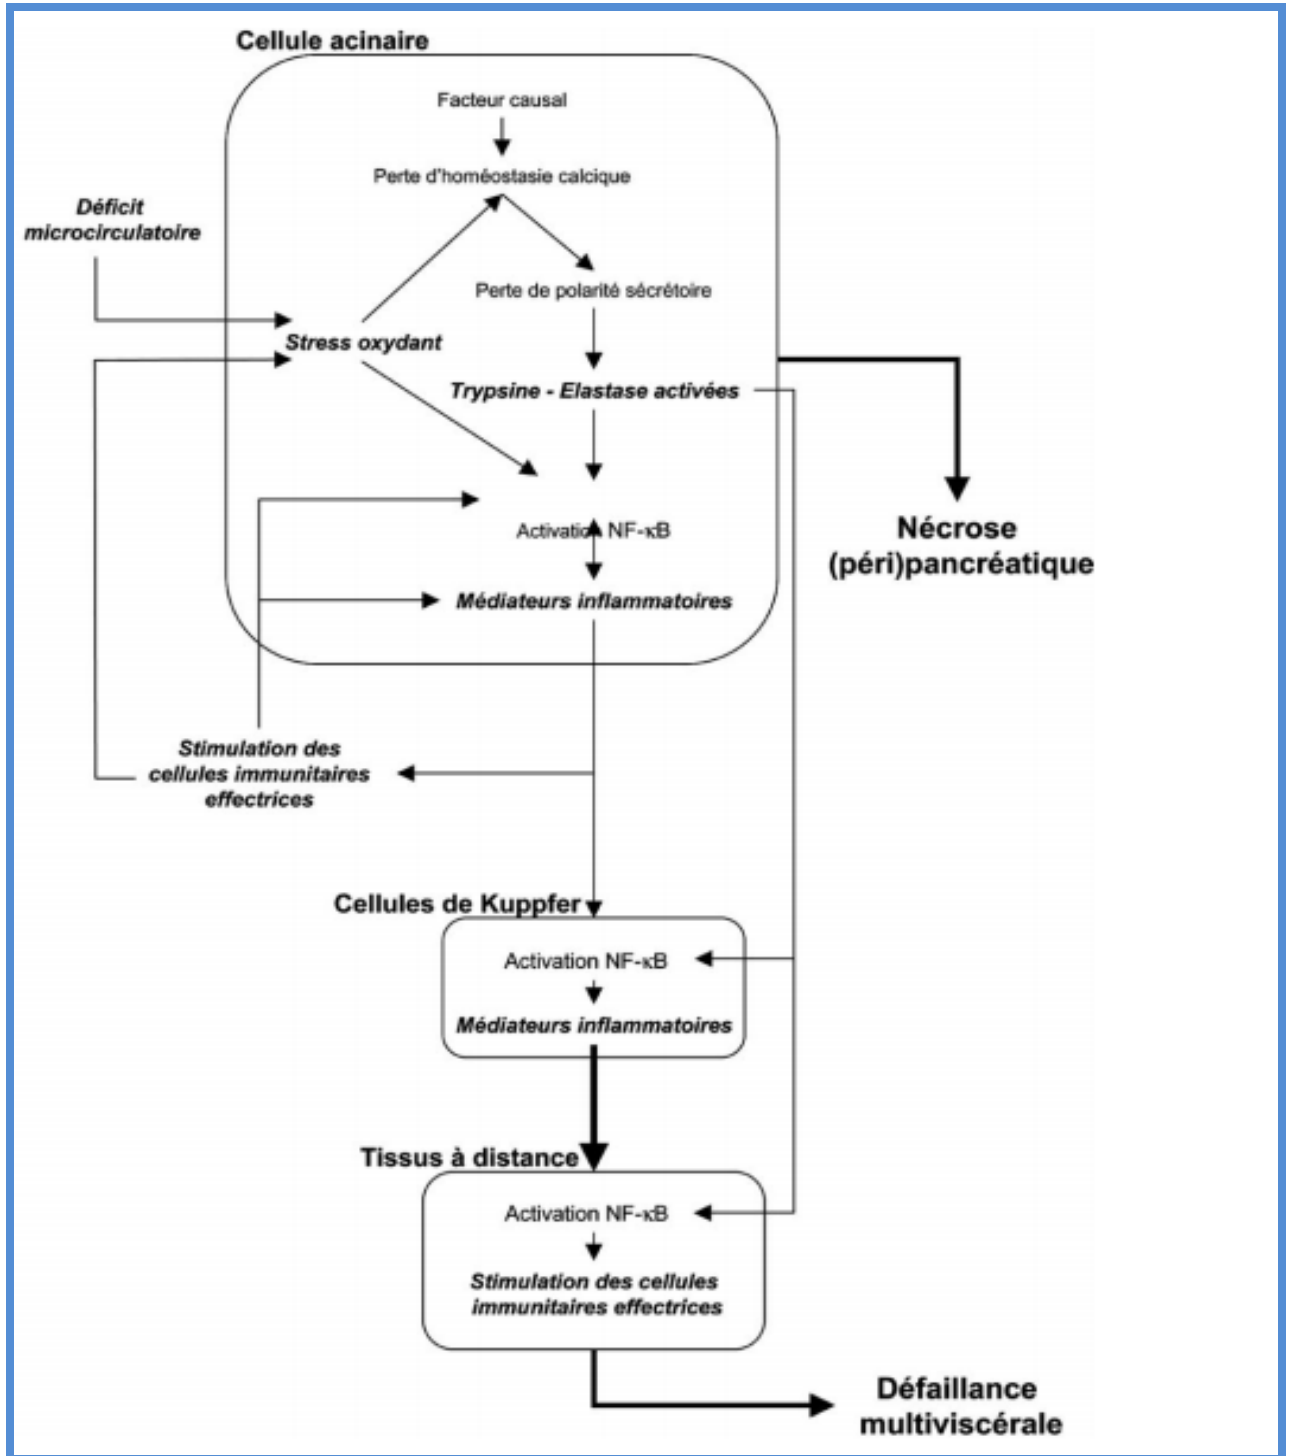 Cellule acinaire
Facteur causal
Perte d'homéostasie calcique
Déficit
microcirculatoire
Perte de polarité sécrétoire
Stress oxydant
Trypsine - Elastase activées
Activation NF-κB
Nécrose
(péri)pancréatique
Médiateurs inflammatoires
Stimulation des
cellules immunitaires
effectrices
Cellules de Kuppfer
Activation NF-κB
Médiateurs inflammatoires
Tissus à distance
Activation NF-κB
Stimulation des cellules
immunitaires effectrices
Défaillance
multiviscérale